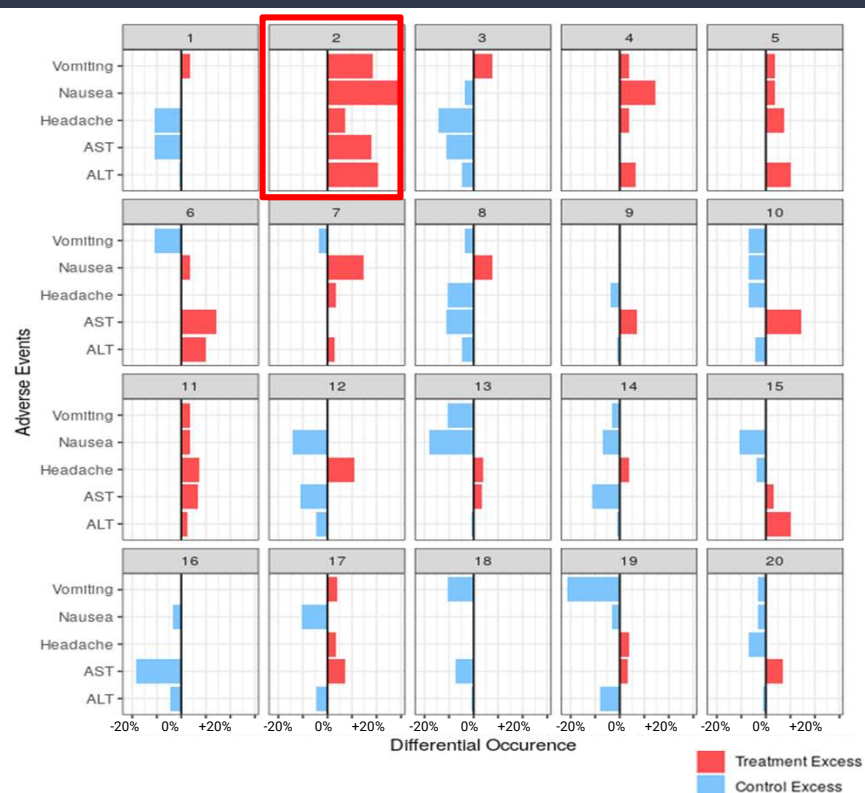 1 2 3 4 5
Vomiting
Nausea
Headache
AST
ALT
6 7 8 9 10
Vomiting
Nausea
Headache
AST
ALT
11 12 13 14 15
Vomiting
Nausea
Headache
AST
ALT
16 17 18 19 20
Vomiting
Nausea
Headache
AST
ALT
Adverse Events
-20% 0% +20% -20% 0% +20% -20% 0% +20% -20% 0% +20% -20% 0% +20%
Differential Occurence
Treatment Excess
Control Excess